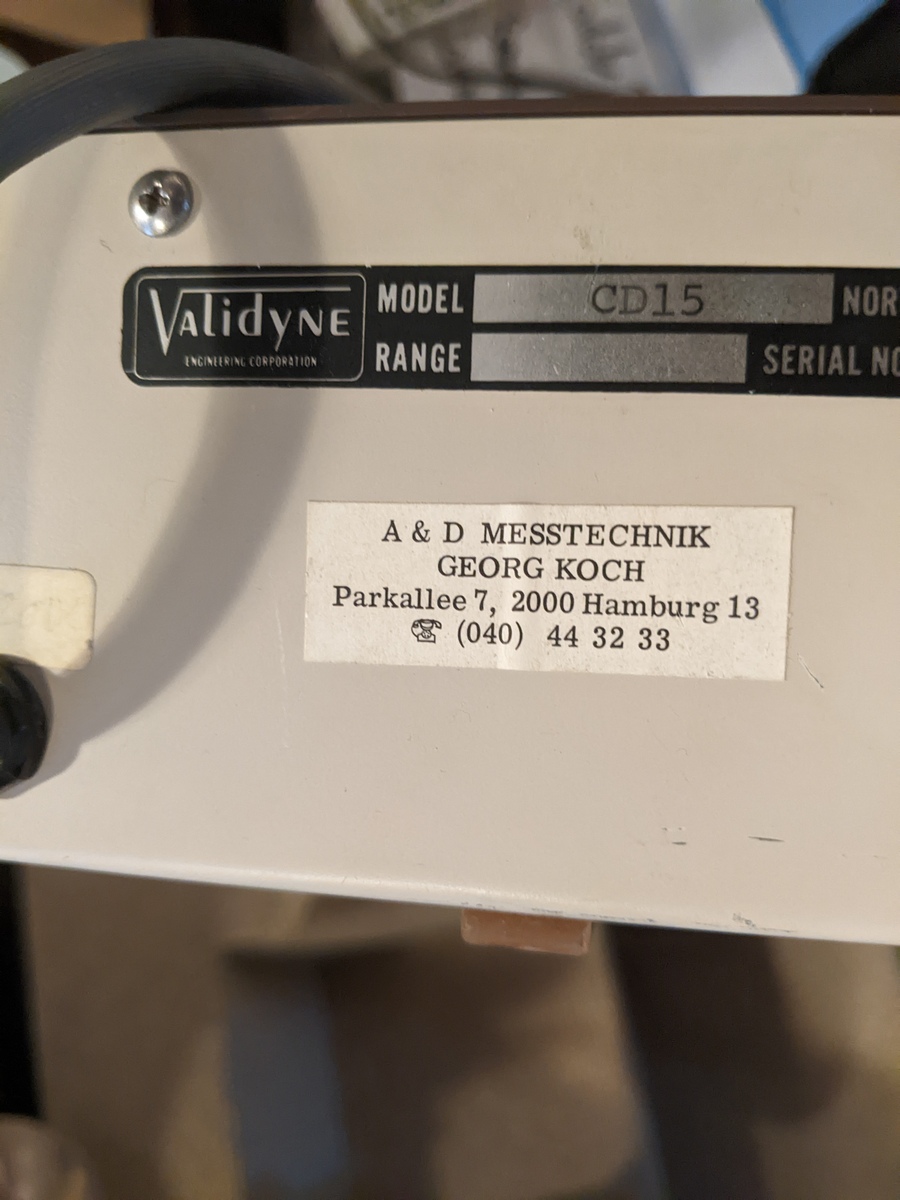 Validyne
ENGINEERING CORPORATION
MODEL CD15 NOR
RANGE SERIAL NO
A & D MESSTECHNIK
GEORG KOCH
Parkallee 7, 2000 Hamburg 13
☎ (040) 44 32 33